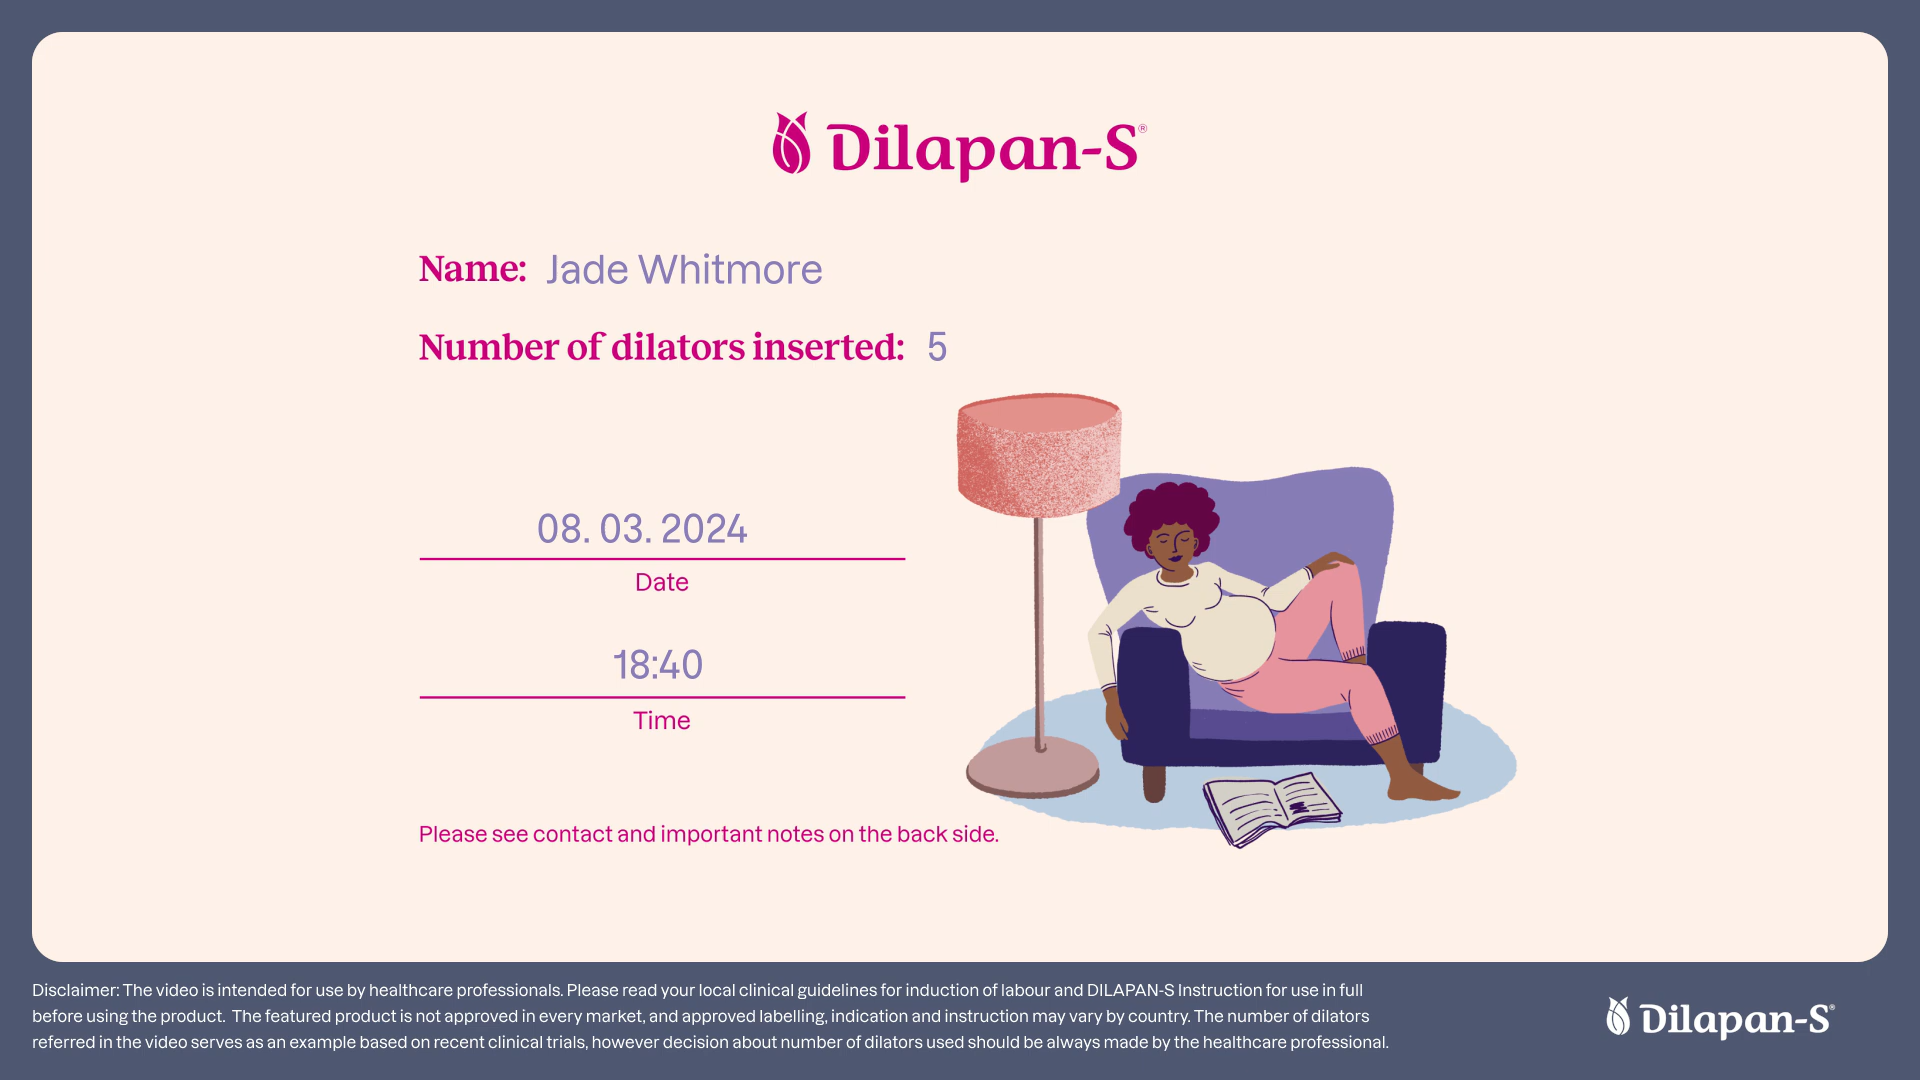 Dilapan-S®
Name: Jade Whitmore
Number of dilators inserted: 5
08. 03. 2024
Date
18:40
Time
Please see contact and important notes on the back side.
Disclaimer: The video is intended for use by healthcare professionals. Please read your local clinical guidelines for induction of labour and DILAPAN-S Instruction for use in full
before using the product.  The featured product is not approved in every market, and approved labelling, indication and instruction may vary by country. The number of dilators
referred in the video serves as an example based on recent clinical trials, however decision about number of dilators used should be always made by the healthcare professional.
Dilapan-S®